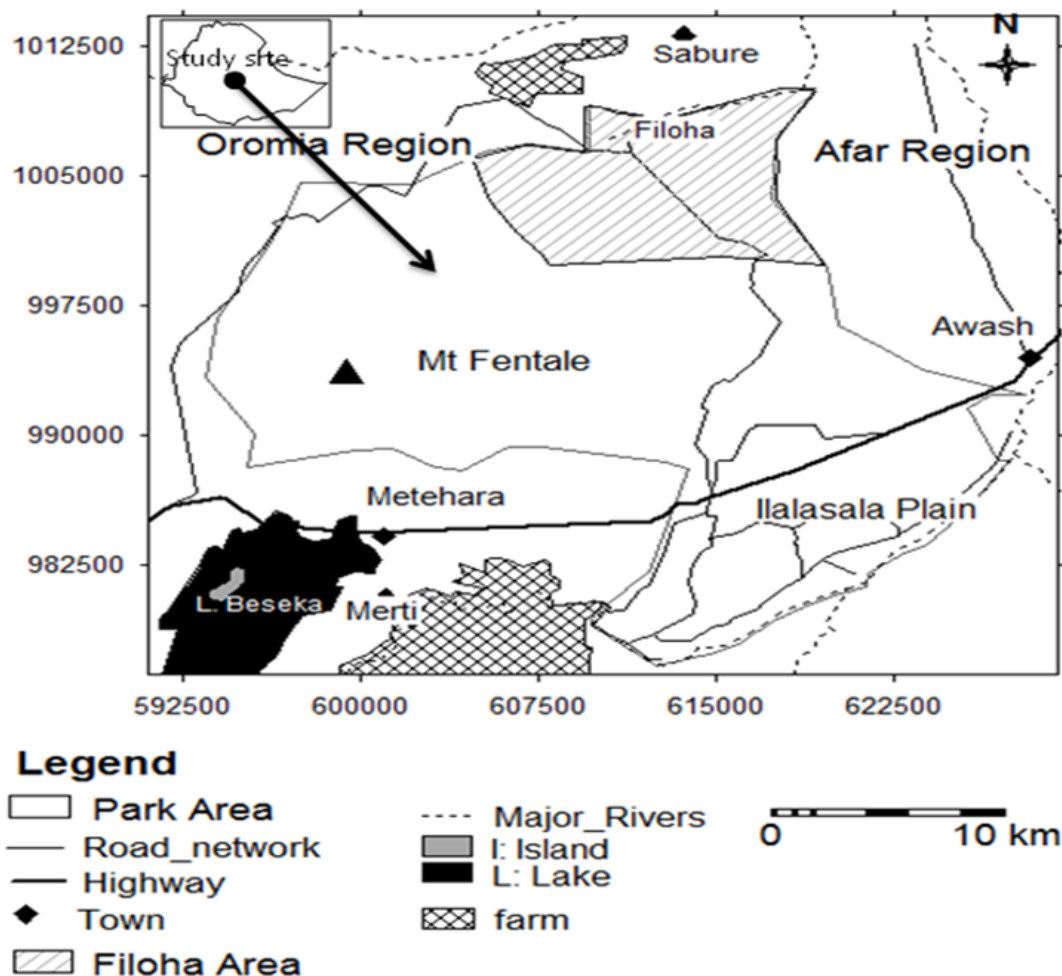 N
1012500
Sabure
Study site
Filoha
Oromia Region
Afar Region
1005000
997500
Awash
Mt Fentale
990000
Metehara
Ilalasala Plain
982500
L. Beseka
Merti
592500 600000 607500 615000 622500
Legend
Park Area
Road_network
Highway
Town
Filoha Area
Major_Rivers
I: Island
L: Lake
farm
0 10 km